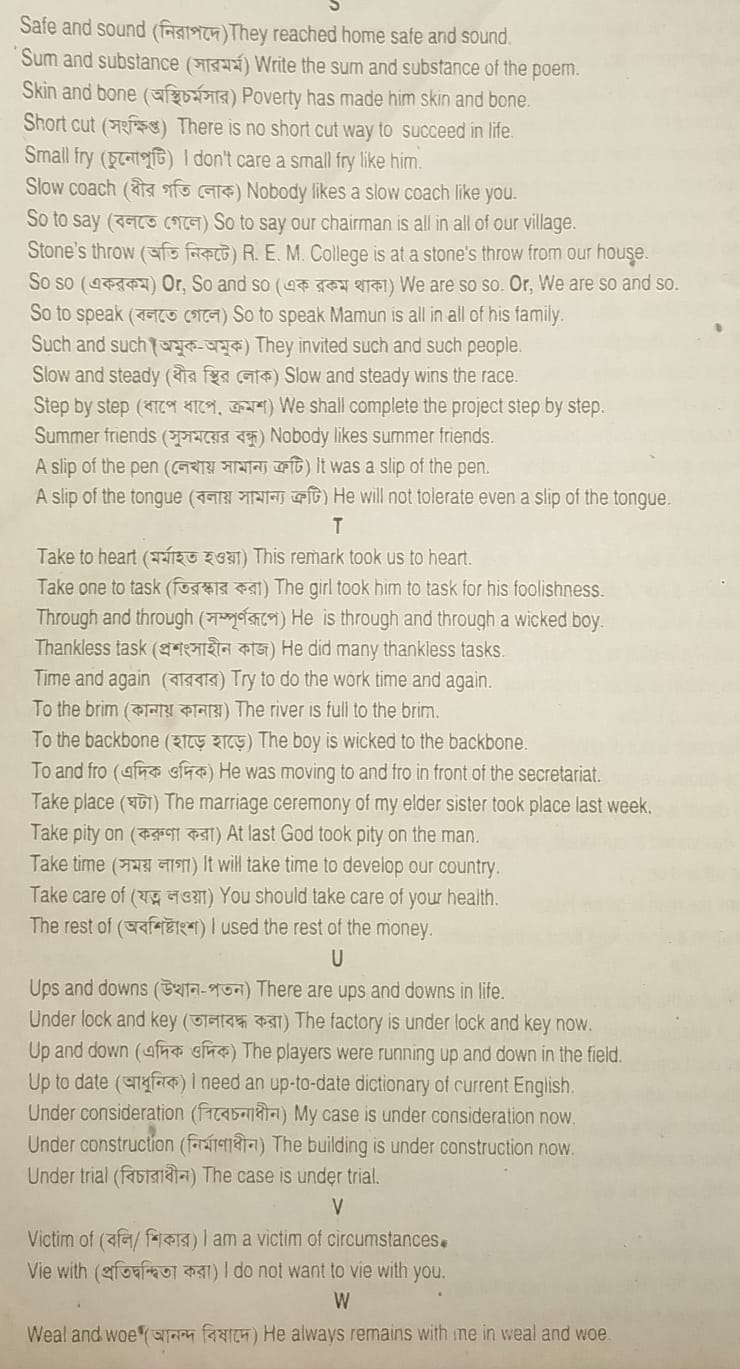 S
Safe and sound (নিরাপদে)They reached home safe and sound.
Sum and substance (সারমর্ম) Write the sum and substance of the poem.
Skin and bone (অস্থিচর্মসার) Poverty has made him skin and bone.
Short cut (সংক্ষিপ্ত) There is no short cut way to succeed in life.
Small fry (চুনোপুটি) I don't care a small fry like him.
Slow coach (ধীর গতি লোক) Nobody likes a slow coach like you.
So to say (বলতে গেলে) So to say our chairman is all in all of our village.
Stone's throw (অতি নিকটে) R. E. M. College is at a stone's throw from our house.
So so (একরকম) Or, So and so (এক রকম থাকা) We are so so. Or, We are so and so.
So to speak (বলতে গেলে) So to speak Mamun is all in all of his family.
Such and such (অমুক-অমুক) They invited such and such people.
Slow and steady (ধীর স্থির লোক) Slow and steady wins the race.
Step by step (ধাপে ধাপে, ক্রমশ) We shall complete the project step by step.
Summer friends (সুসময়ের বন্ধু) Nobody likes summer friends.
A slip of the pen (লেখায় সামান্য ত্রুটি) It was a slip of the pen.
A slip of the tongue (বলায় সামান্য ত্রুটি) He will not tolerate even a slip of the tongue.
T
Take to heart (মর্মাহত হওয়া) This remark took us to heart.
Take one to task (তিরস্কার করা) The girl took him to task for his foolishness.
Through and through (সম্পূর্ণরূপে) He is through and through a wicked boy.
Thankless task (প্রশংসাহীন কাজ) He did many thankless tasks.
Time and again (বারবার) Try to do the work time and again.
To the brim (কানায় কানায়) The river is full to the brim.
To the backbone (হাড়ে হাড়ে) The boy is wicked to the backbone.
To and fro (এদিক ওদিক) He was moving to and fro in front of the secretariat.
Take place (ঘটা) The marriage ceremony of my elder sister took place last week.
Take pity on (করুণা করা) At last God took pity on the man.
Take time (সময় লাগা) It will take time to develop our country.
Take care of (যত্ন লওয়া) You should take care of your health.
The rest of (অবশিষ্টাংশ) I used the rest of the money.
U
Ups and downs (উত্থান-পতন) There are ups and downs in life.
Under lock and key (তালাবদ্ধ করা) The factory is under lock and key now.
Up and down (এদিক ওদিক) The players were running up and down in the field.
Up to date (আধুনিক) I need an up-to-date dictionary of current English.
Under consideration (বিবেচনাধীন) My case is under consideration now.
Under construction (নির্মাণাধীন) The building is under construction now.
Under trial (বিচারাধীন) The case is under trial.
V
Victim of (বলি/ শিকার) I am a victim of circumstances.
Vie with (প্রতিদ্বন্দ্বিতা করা) I do not want to vie with you.
W
Weal and woe (আনন্দ বিষাদে) He always remains with me in weal and woe.